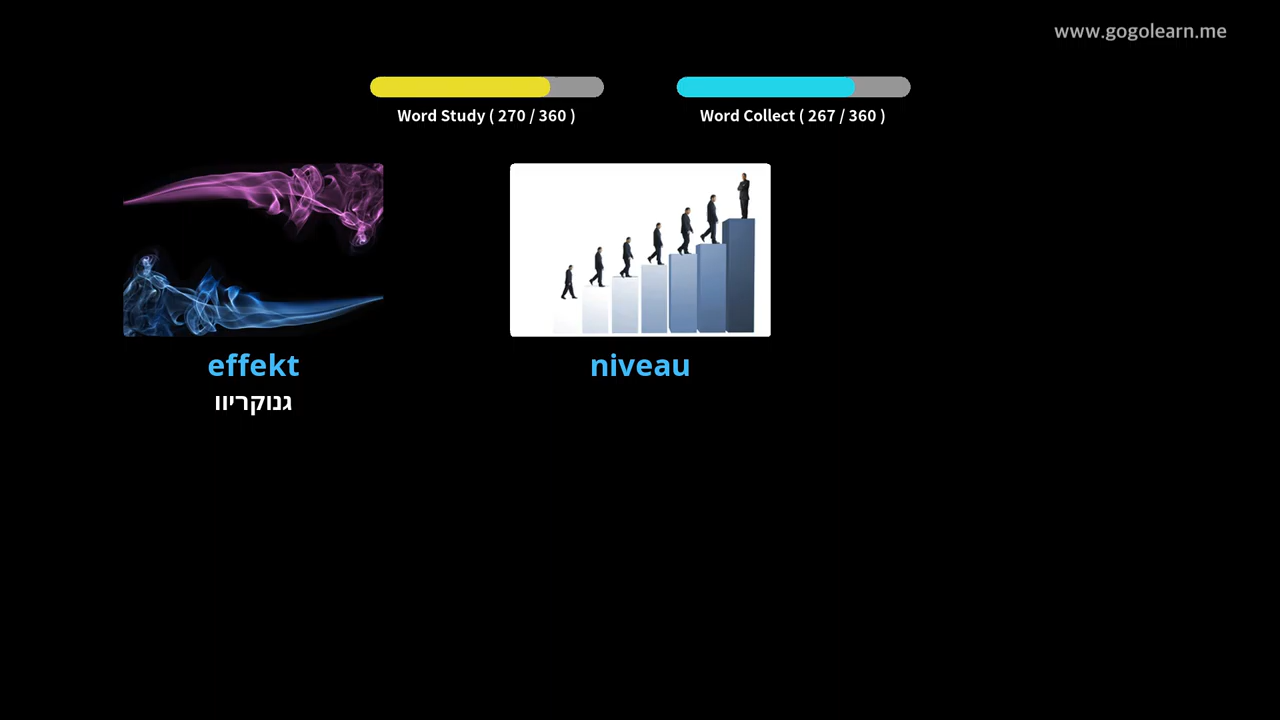 www.gogolearn.me
Word Study ( 270 / 360 )
Word Collect ( 267 / 360 )
effekt
niveau
גנוקריוו